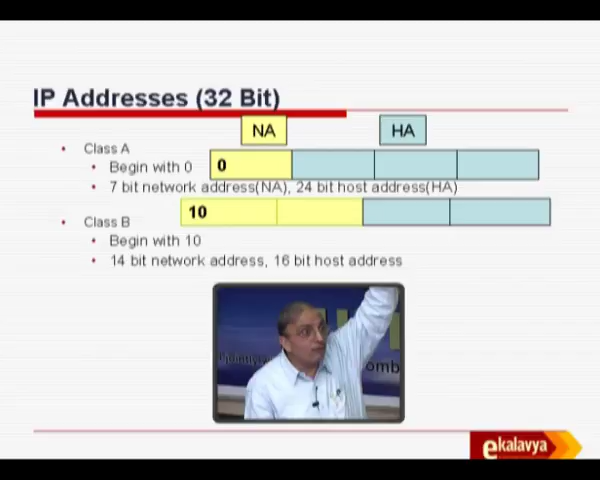 IP Addresses (32 Bit)
NA HA
• Class A
• Begin with 0
0
• 7 bit network address(NA), 24 bit host address(HA)
10
• Class B
• Begin with 10
• 14 bit network address, 16 bit host address
omb
ekalavya